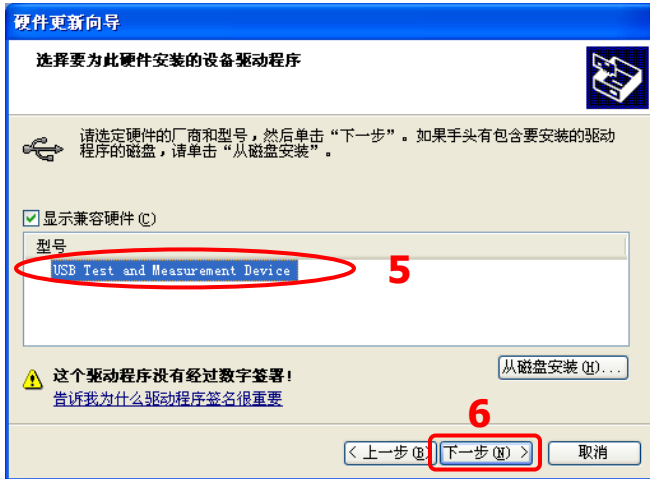 硬件更新向导
选择要为此硬件安装的设备驱动程序
请选定硬件的厂商和型号，然后单击“下一步”。如果手头有包含要安装的驱动
程序的磁盘，请单击“从磁盘安装”。
显示兼容硬件(C)
型号
USB Test and Measurement Device
5
这个驱动程序没有经过数字签署!
告诉我为什么驱动程序签名很重要
从磁盘安装(H)...
6
< 上一步(B)
下一步(N) >
取消